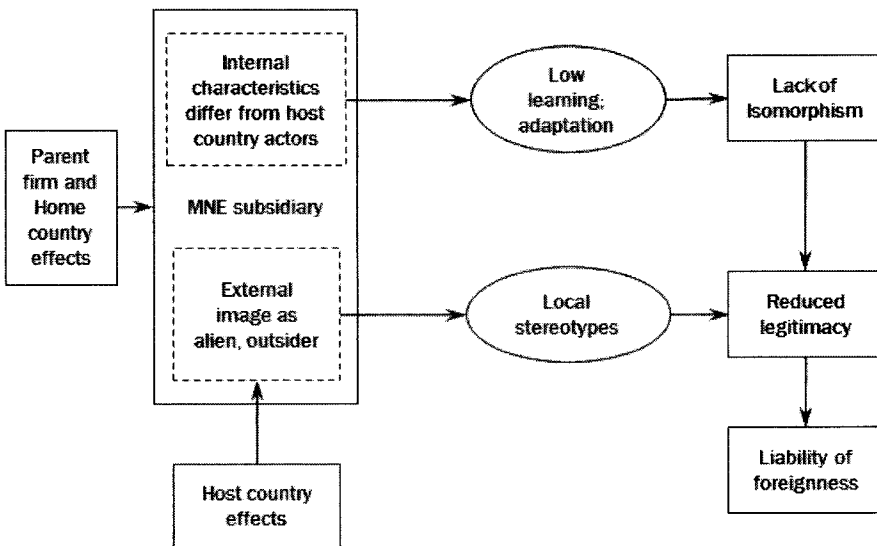 Internal
characteristics
differ from host
country actors
Low
learning;
adaptation
Lack of
Isomorphism
Parent
firm and
Home
country
effects
MNE subsidiary
External
image as
alien, outsider
Local
stereotypes
Reduced
legitimacy
Host country
effects
Liability of
foreignness